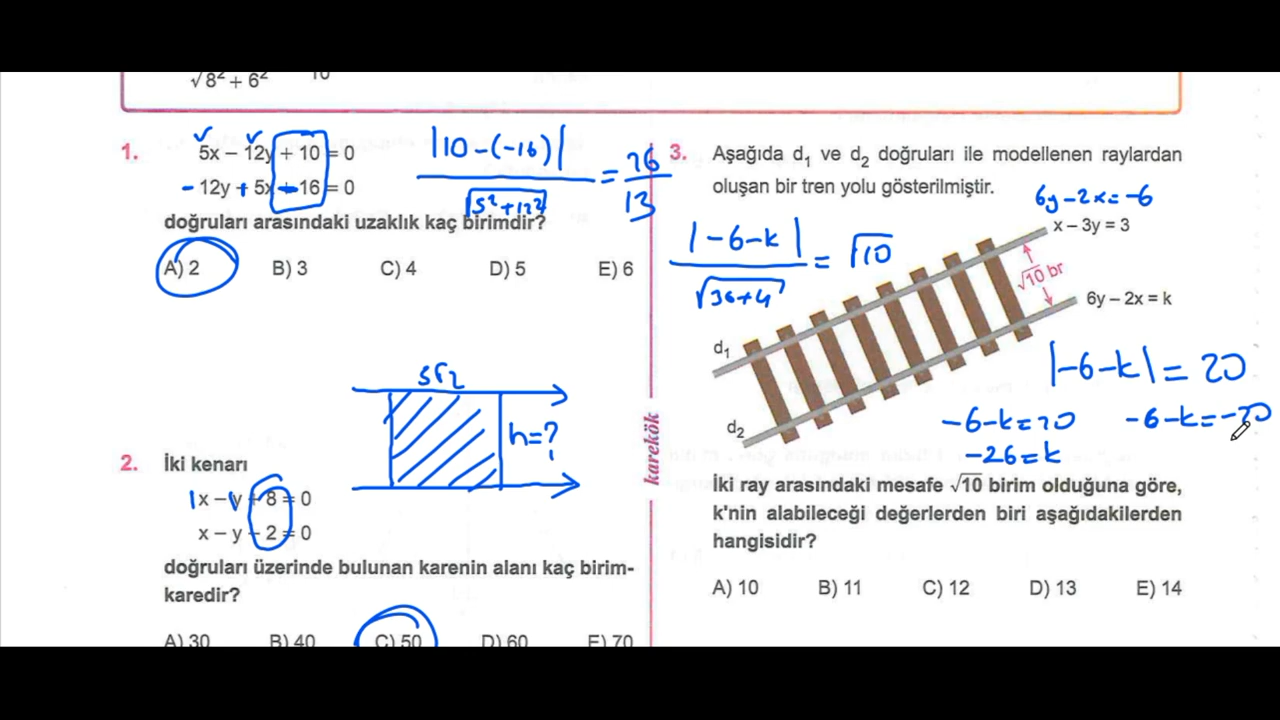 √8² + 6² 10
1. 5x – 12y + 10 = 0
- 12y + 5x - 16 = 0
doğruları arasındaki uzaklık kaç birimdir?
A) 2 B) 3 C) 4 D) 5 E) 6
|10-(-16)| / √5²+12² = 26/13
5√2
h=?
2. İki kenarı
1x – 1y + 8 = 0
x – y – 2 = 0
doğruları üzerinde bulunan karenin alanı kaç birim-
karedir?
A) 30 B) 40 C) 50 D) 60 E) 70
karekök
3. Aşağıda d₁ ve d₂ doğruları ile modellenen raylardan
oluşan bir tren yolu gösterilmiştir.
6y-2x=-6
x – 3y = 3
|-6-k| / √36+4 = √10
√10 br
6y – 2x = k
d₁
d₂
|-6-k| = 20
-6-k=20 -6-k=-20
-26=k
İki ray arasındaki mesafe √10 birim olduğuna göre,
k'nin alabileceği değerlerden biri aşağıdakilerden
hangisidir?
A) 10 B) 11 C) 12 D) 13 E) 14